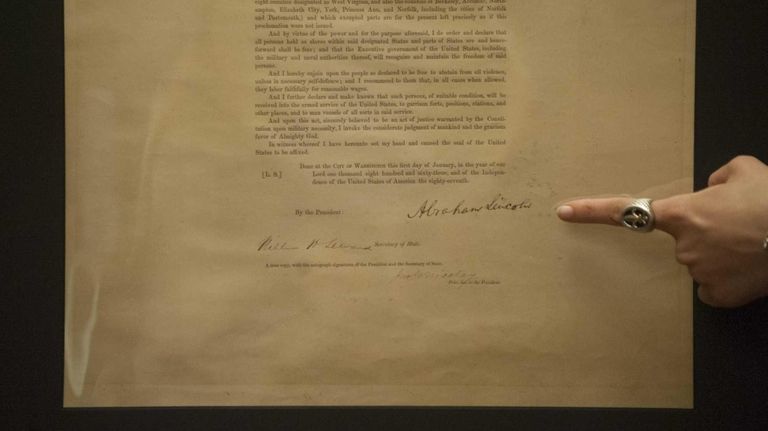 eight counties designated as West Virginia, and also the counties of Berkeley, Accomac, North-
ampton, Elizabeth City, York, Princess Ann, and Norfolk, including the cities of Norfolk
and Portsmouth,) and which excepted parts are for the present left precisely as if this
proclamation were not issued.
And by virtue of the power and for the purpose aforesaid, I do order and declare that
all persons held as slaves within said designated States and parts of States are and hence-
forward shall be free; and that the Executive government of the United States, including
the military and naval authorities thereof, will recognize and maintain the freedom of said
persons.
And I hereby enjoin upon the people so declared to be free to abstain from all violence,
unless in necessary self-defence; and I recommend to them that, in all cases when allowed,
they labor faithfully for reasonable wages.
And I further declare and make known that such persons, of suitable condition, will be
received into the armed service of the United States, to garrison forts, positions, stations, and
other places, and to man vessels of all sorts in said service.
And upon this act, sincerely believed to be an act of justice warranted by the Consti-
tution upon military necessity, I invoke the considerate judgment of mankind and the gracious
favor of Almighty God.
In witness whereof I have hereunto set my hand and caused the seal of the United
States to be affixed.
Done at the CITY OF WASHINGTON this first day of January, in the year of our
[L. S.] Lord one thousand eight hundred and sixty-three, and of the Indepen-
dence of the United States of America the eighty-seventh.
By the President: Abraham Lincoln
William H. Seward Secretary of State.
A true copy, with the autograph signatures of the President and the Secretary of State.
Jno. G. Nicolay
Priv. Sec. to the President.